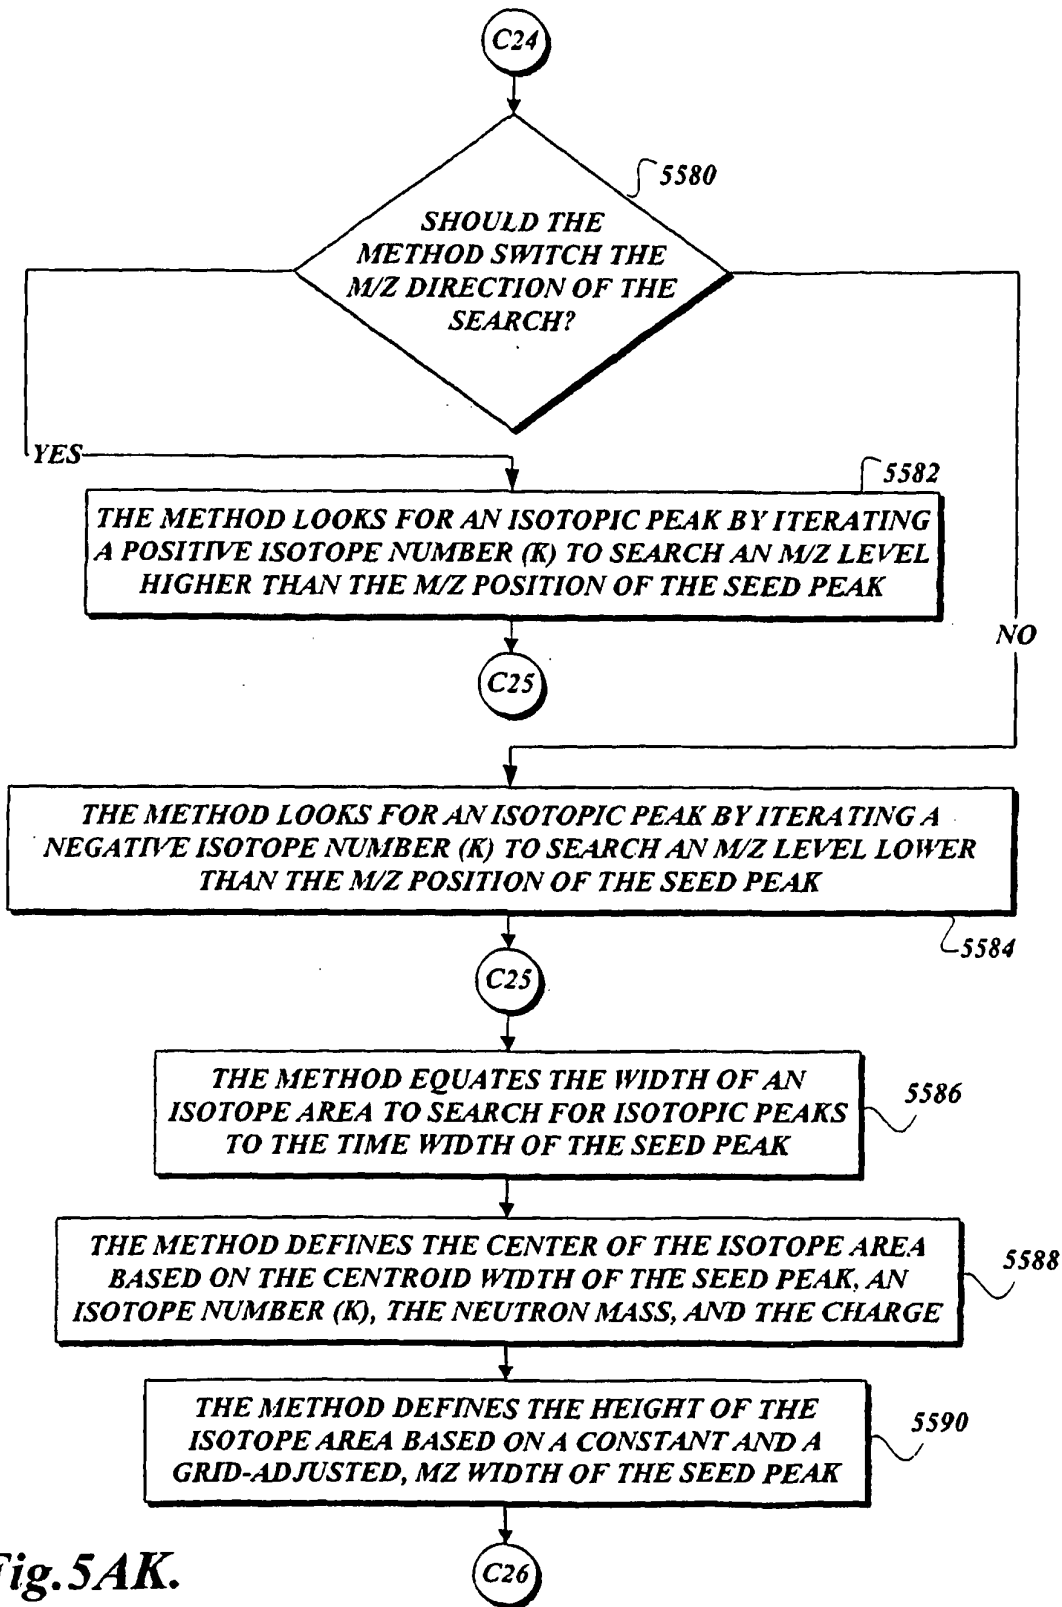 C24
5580
SHOULD THE
METHOD SWITCH THE
M/Z DIRECTION OF THE
SEARCH?
YES
5582
THE METHOD LOOKS FOR AN ISOTOPIC PEAK BY ITERATING
A POSITIVE ISOTOPE NUMBER (K) TO SEARCH AN M/Z LEVEL
HIGHER THAN THE M/Z POSITION OF THE SEED PEAK
NO
C25
THE METHOD LOOKS FOR AN ISOTOPIC PEAK BY ITERATING A
NEGATIVE ISOTOPE NUMBER (K) TO SEARCH AN M/Z LEVEL LOWER
THAN THE M/Z POSITION OF THE SEED PEAK
5584
C25
THE METHOD EQUATES THE WIDTH OF AN
ISOTOPE AREA TO SEARCH FOR ISOTOPIC PEAKS
TO THE TIME WIDTH OF THE SEED PEAK
5586
THE METHOD DEFINES THE CENTER OF THE ISOTOPE AREA
BASED ON THE CENTROID WIDTH OF THE SEED PEAK, AN
ISOTOPE NUMBER (K), THE NEUTRON MASS, AND THE CHARGE
5588
THE METHOD DEFINES THE HEIGHT OF THE
ISOTOPE AREA BASED ON A CONSTANT AND A
GRID-ADJUSTED, MZ WIDTH OF THE SEED PEAK
5590
C26
Fig.5AK.